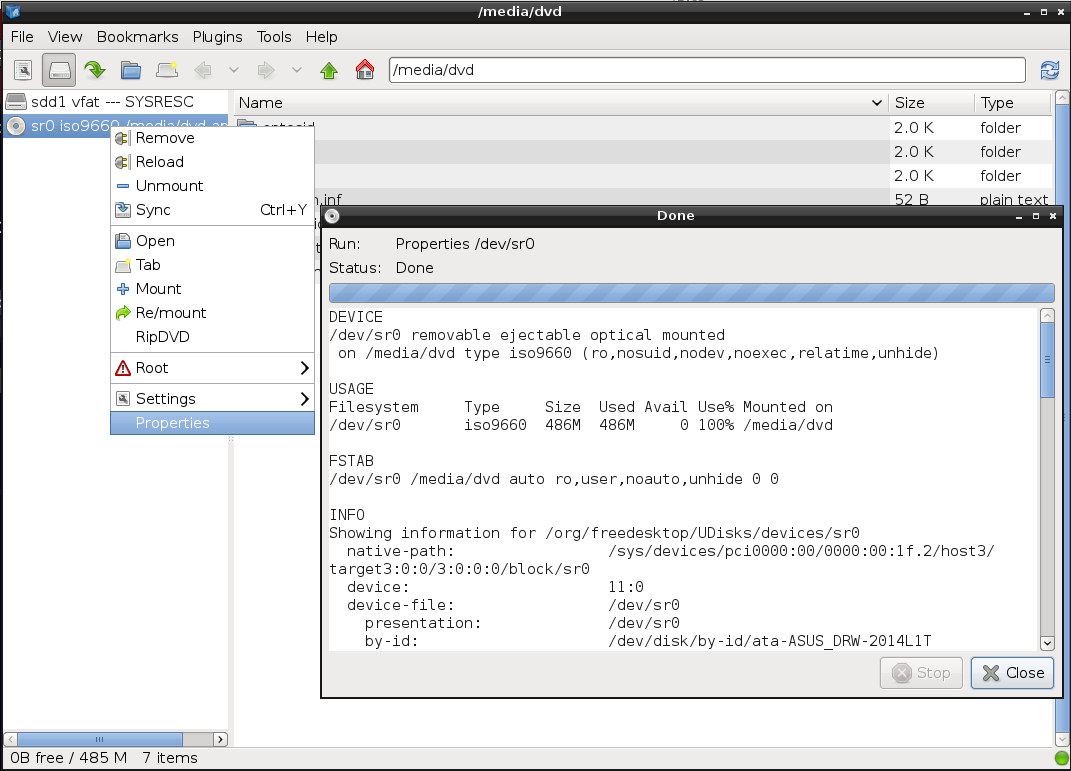 /media/dvd
File View Bookmarks Plugins Tools Help
/media/dvd
sdd1 vfat --- SYSRESC
sr0 iso9660 /media/dvd
Name Size Type
2.0 K folder
2.0 K folder
2.0 K folder
52 B plain text
Remove
Reload
Unmount
Sync Ctrl+Y
Open
Tab
Mount
Re/mount
RipDVD
Root
Settings
Properties
Done
Run: Properties /dev/sr0
Status: Done
DEVICE
/dev/sr0 removable ejectable optical mounted
on /media/dvd type iso9660 (ro,nosuid,nodev,noexec,relatime,unhide)
USAGE
Filesystem Type Size Used Avail Use% Mounted on
/dev/sr0 iso9660 486M 486M 0 100% /media/dvd
FSTAB
/dev/sr0 /media/dvd auto ro,user,noauto,unhide 0 0
INFO
Showing information for /org/freedesktop/UDisks/devices/sr0
native-path: /sys/devices/pci0000:00/0000:00:1f.2/host3/
target3:0:0/3:0:0:0/block/sr0
device: 11:0
device-file: /dev/sr0
presentation: /dev/sr0
by-id: /dev/disk/by-id/ata-ASUS_DRW-2014L1T
Stop Close
0B free / 485 M 7 items